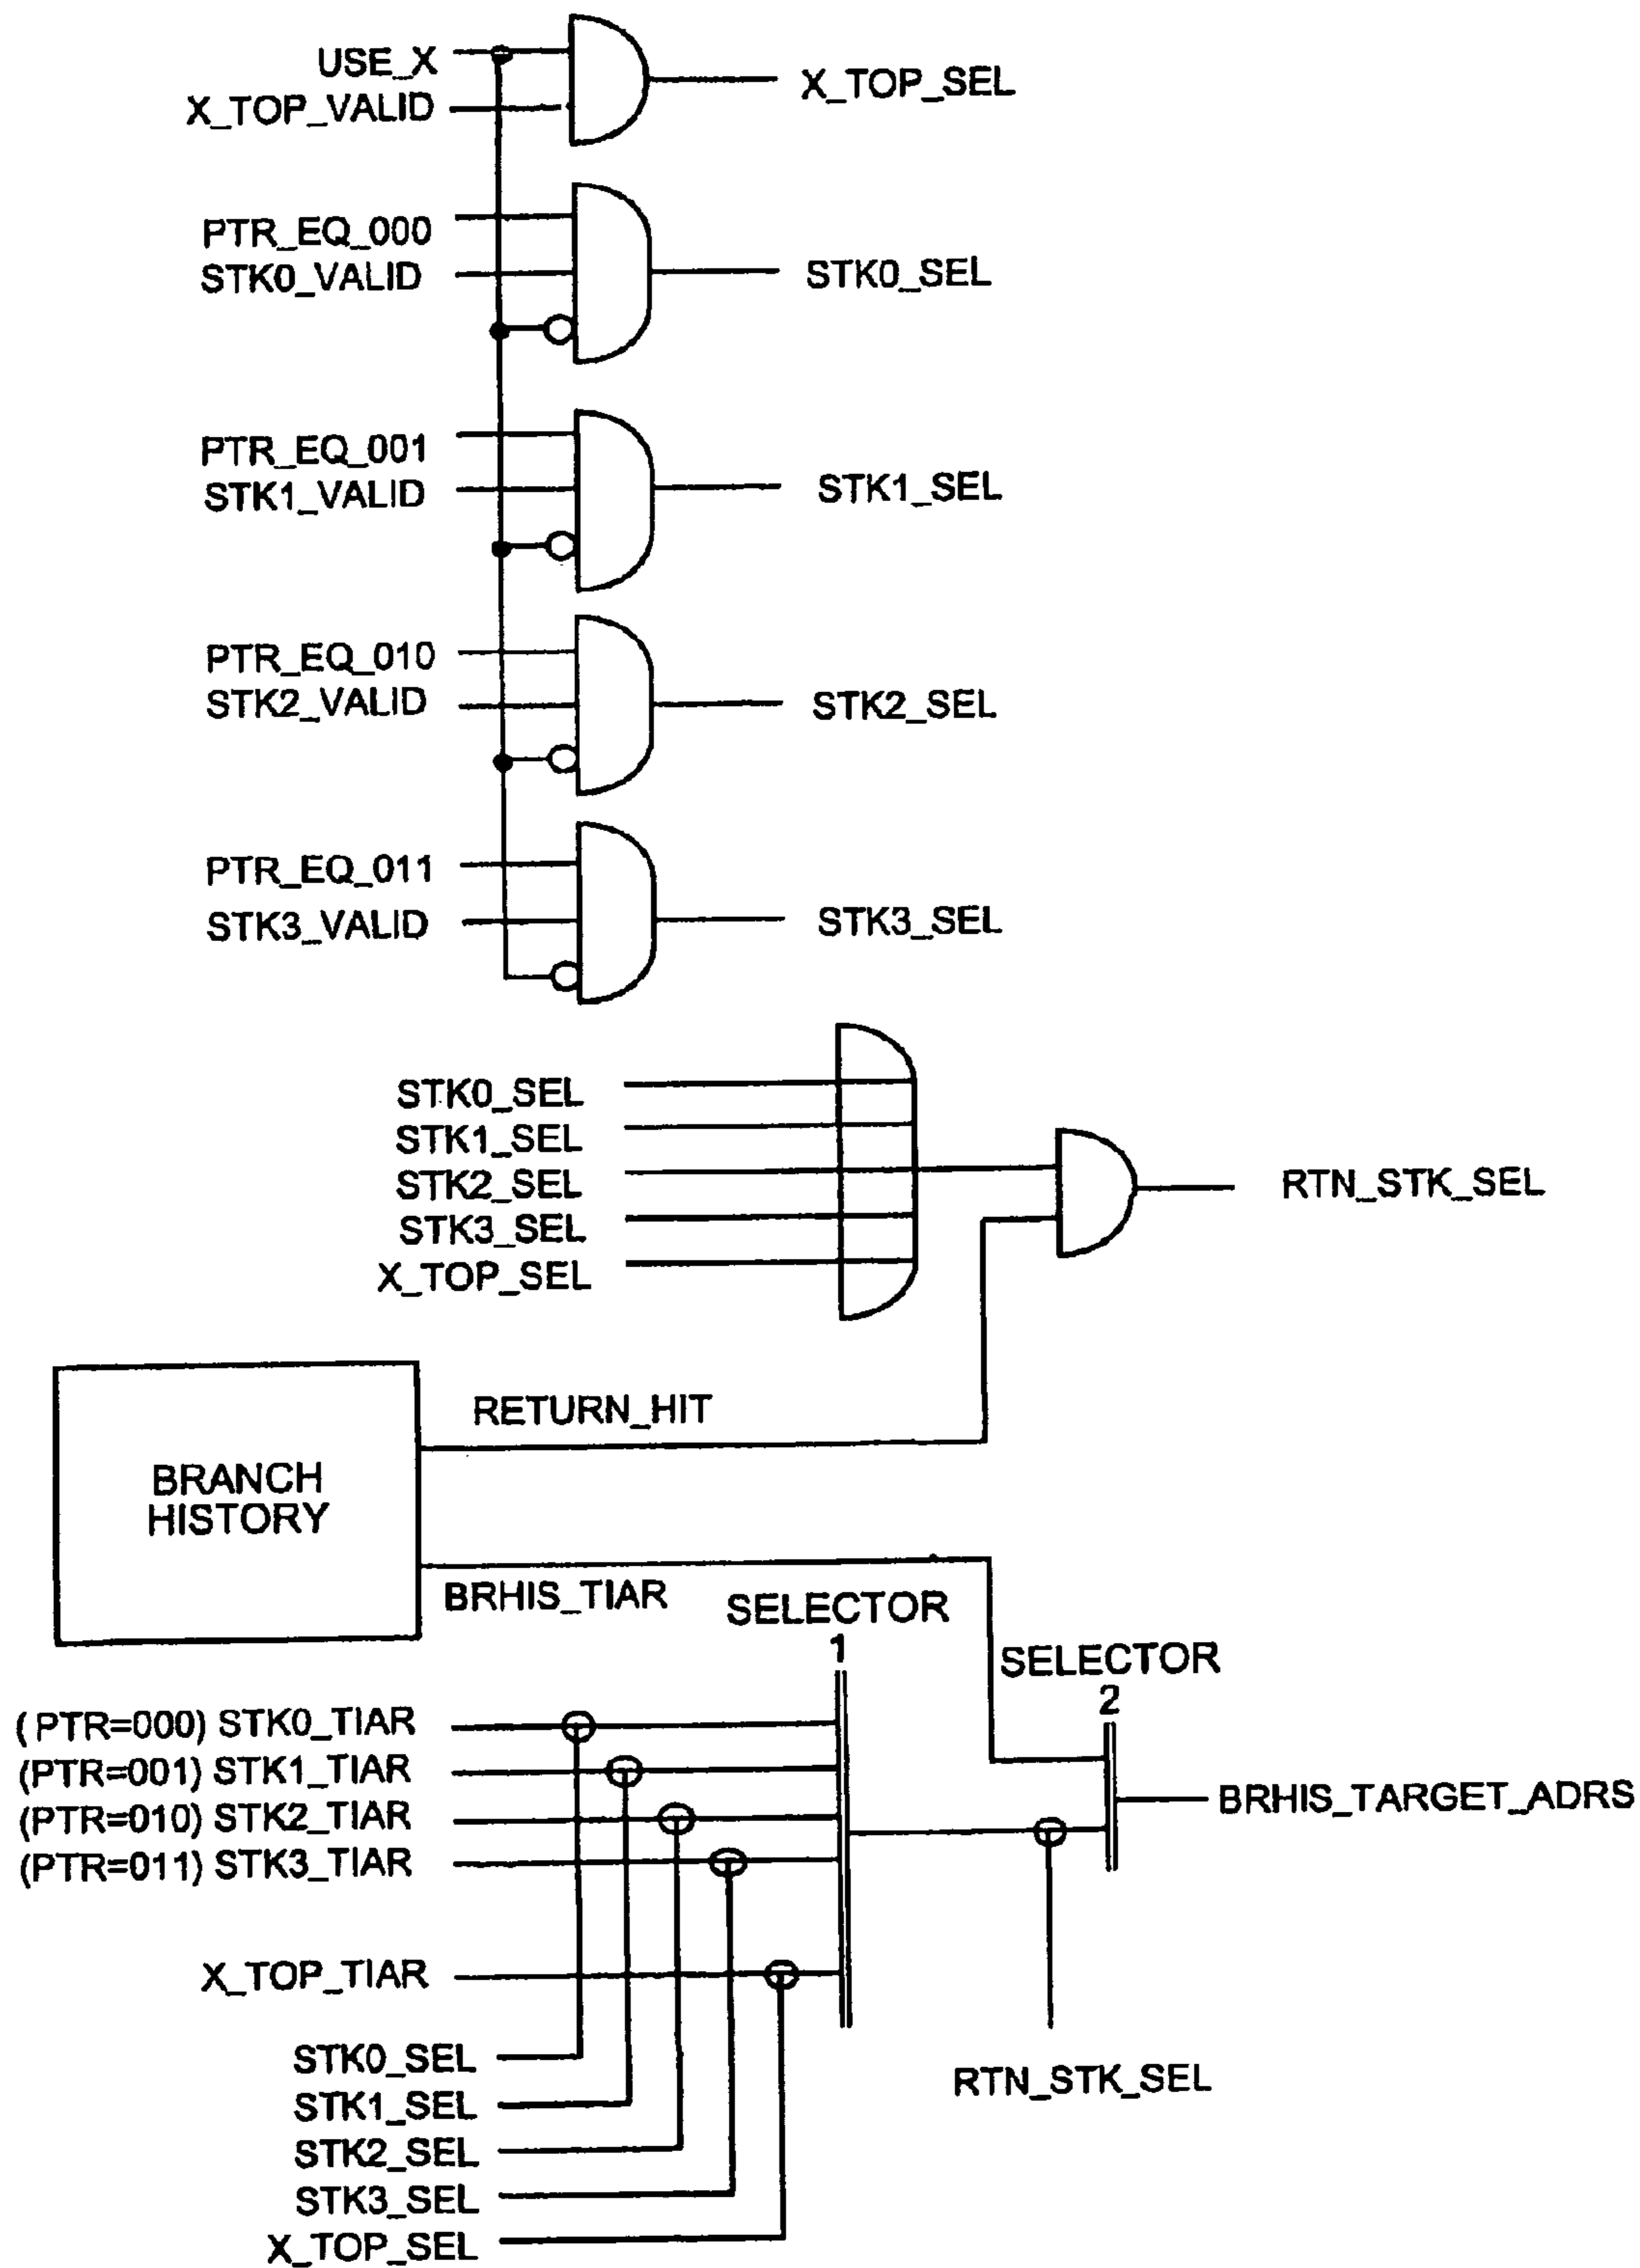 USE_X
X_TOP_VALID
X_TOP_SEL
PTR_EQ_000
STK0_VALID
STK0_SEL
PTR_EQ_001
STK1_VALID
STK1_SEL
PTR_EQ_010
STK2_VALID
STK2_SEL
PTR_EQ_011
STK3_VALID
STK3_SEL
STK0_SEL
STK1_SEL
STK2_SEL
STK3_SEL
X_TOP_SEL
RTN_STK_SEL
BRANCH
HISTORY
RETURN_HIT
BRHIS_TIAR
SELECTOR
1
SELECTOR
2
(PTR=000) STK0_TIAR
(PTR=001) STK1_TIAR
(PTR=010) STK2_TIAR
(PTR=011) STK3_TIAR
X_TOP_TIAR
BRHIS_TARGET_ADRS
STK0_SEL
STK1_SEL
STK2_SEL
STK3_SEL
X_TOP_SEL
RTN_STK_SEL